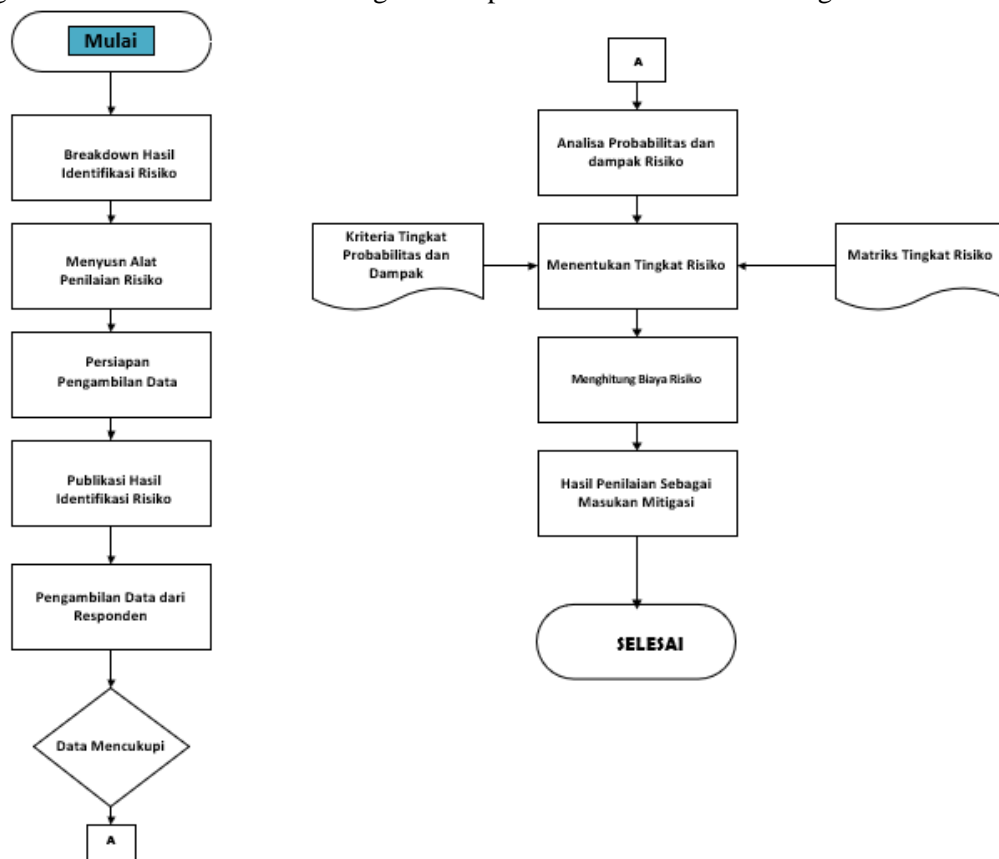 Mulai
Breakdown Hasil
Identifikasi Risiko
Menyusn Alat
Penilaian Risiko
Persiapan
Pengambilan Data
Publikasi Hasil
Identifikasi Risiko
Pengambilan Data dari
Responden
Data Mencukupi
A
A
Analisa Probabilitas dan
dampak Risiko
Kriteria Tingkat
Probabilitas dan
Dampak
Menentukan Tingkat Risiko
Matriks Tingkat Risiko
Menghitung Biaya Risiko
Hasil Penilaian Sebagai
Masukan Mitigasi
SELESAI